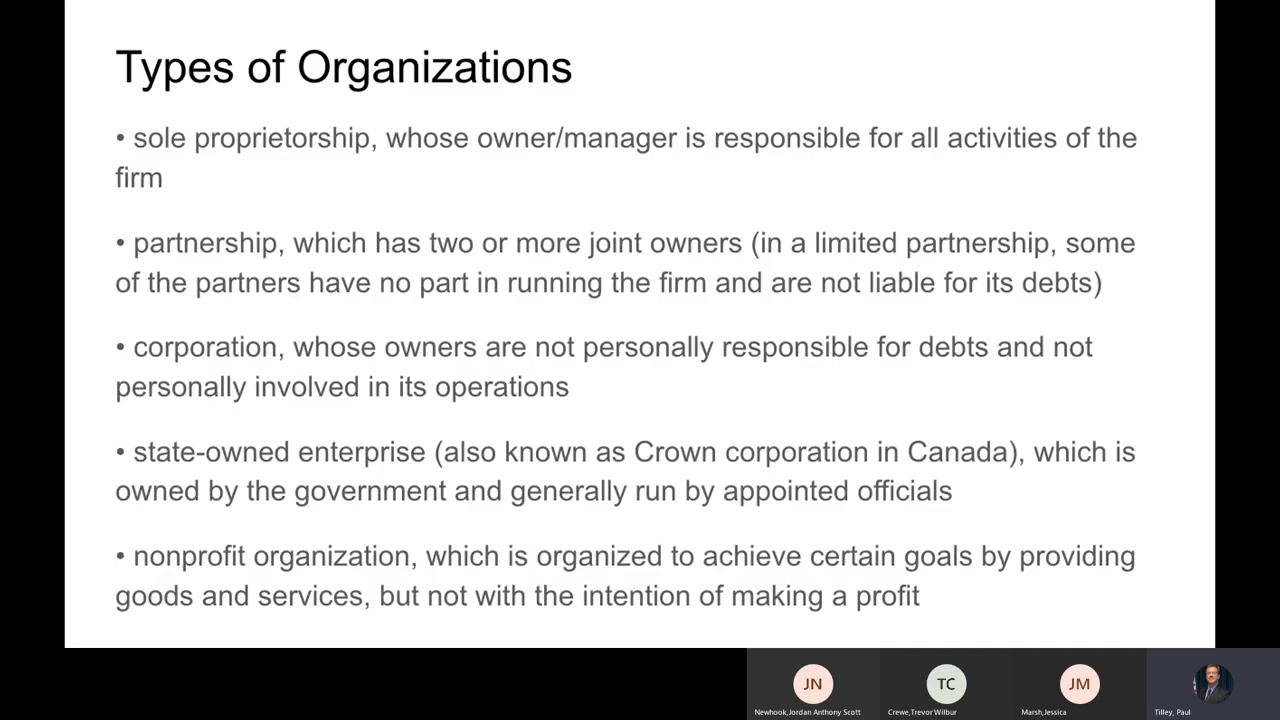 Types of Organizations
• sole proprietorship, whose owner/manager is responsible for all activities of the
firm
• partnership, which has two or more joint owners (in a limited partnership, some
of the partners have no part in running the firm and are not liable for its debts)
• corporation, whose owners are not personally responsible for debts and not
personally involved in its operations
• state-owned enterprise (also known as Crown corporation in Canada), which is
owned by the government and generally run by appointed officials
• nonprofit organization, which is organized to achieve certain goals by providing
goods and services, but not with the intention of making a profit
JN
TC
JM
Newhook,Jordan Anthony Scott
Crewe,Trevor Wilbur
Marsh,Jessica
Tilley, Paul